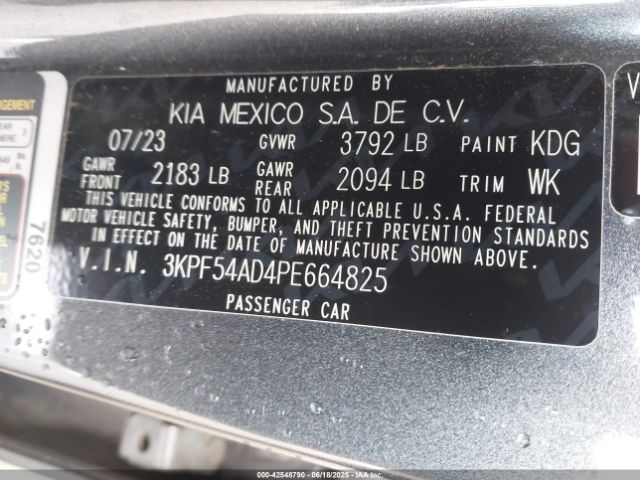 MANUFACTURED BY
KIA MEXICO S.A. DE C.V.
07/23 GVWR 3792 LB PAINT KDG
GAWR FRONT 2183 LB GAWR REAR 2094 LB TRIM WK
THIS VEHICLE CONFORMS TO ALL APPLICABLE U.S.A. FEDERAL
MOTOR VEHICLE SAFETY, BUMPER, AND THEFT PREVENTION STANDARDS
IN EFFECT ON THE DATE OF MANUFACTURE SHOWN ABOVE.
V.I.N. 3KPF54AD4PE664825
PASSENGER CAR
7620
© 000-42548790 - 06/18/2025 - IAAI.COM